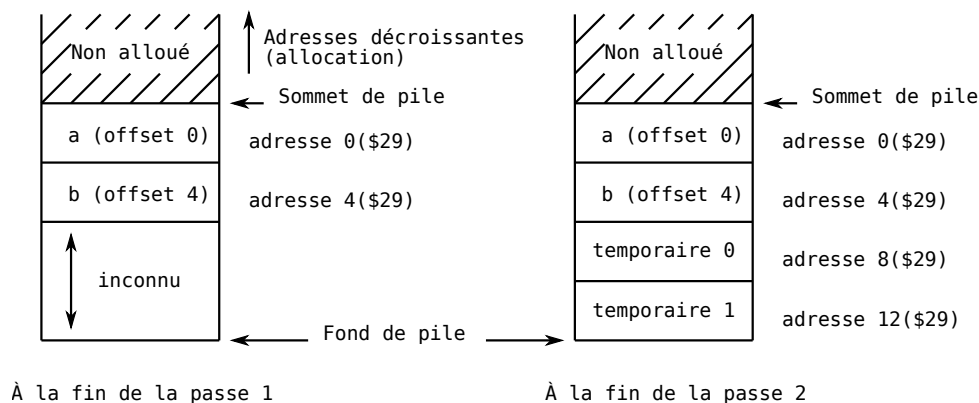 Non alloué
Adresses décroissantes
(allocation)
Sommet de pile
a (offset 0)
adresse 0($29)
b (offset 4)
adresse 4($29)
inconnu
Fond de pile
À la fin de la passe 1
Non alloué
Sommet de pile
a (offset 0)
adresse 0($29)
b (offset 4)
adresse 4($29)
temporaire 0
adresse 8($29)
temporaire 1
adresse 12($29)
À la fin de la passe 2